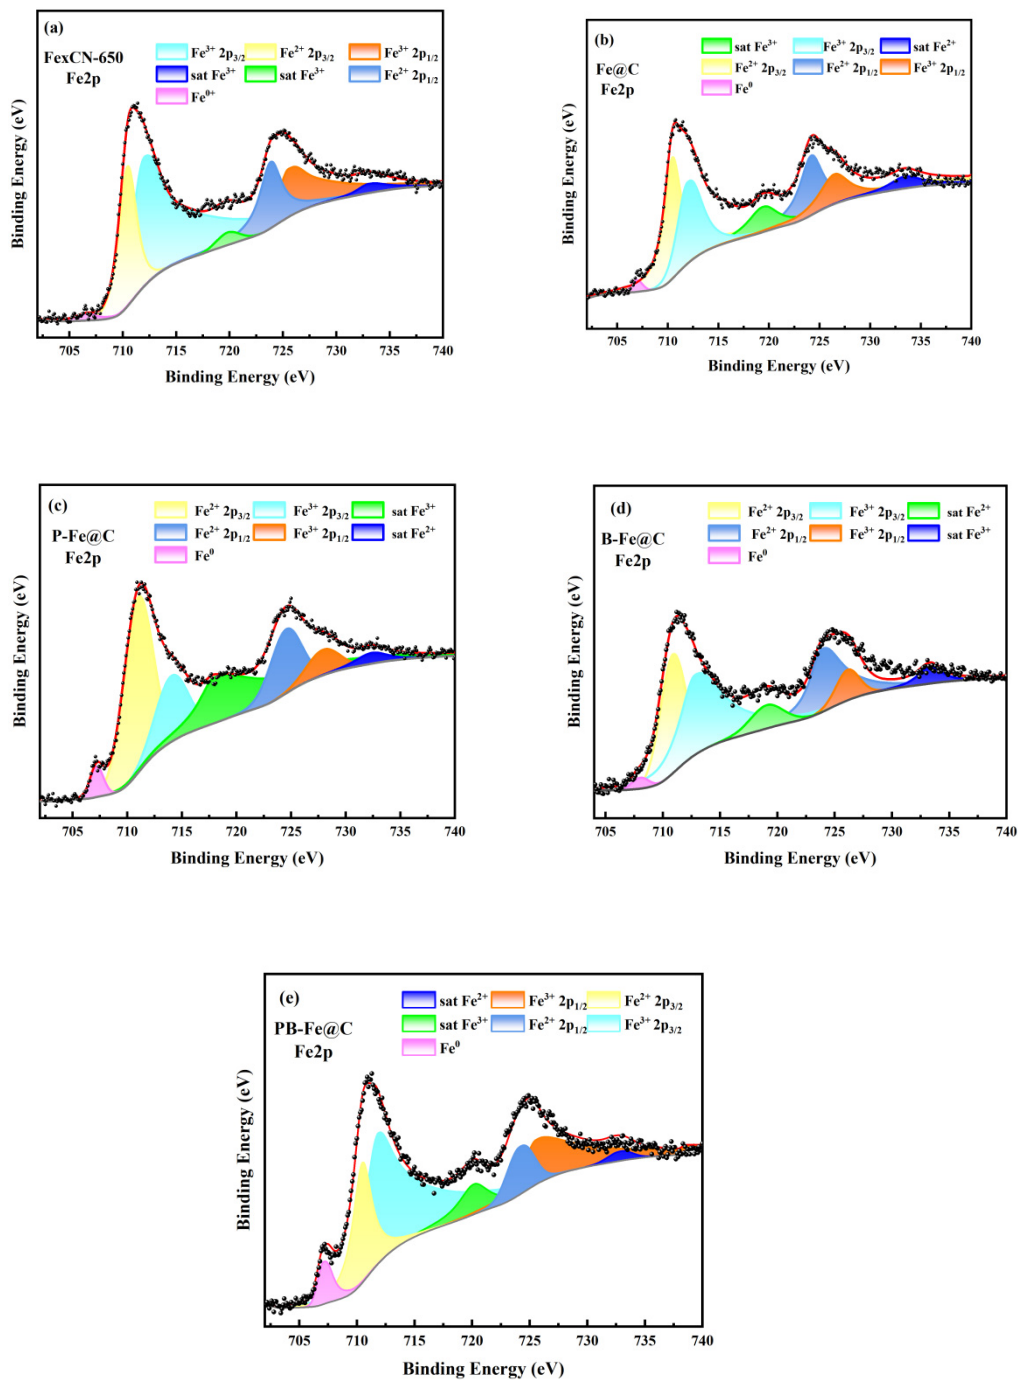 (a)
FexCN-650
Fe2p
Fe³⁺ 2p₃/₂ Fe²⁺ 2p₃/₂ Fe³⁺ 2p₁/₂
sat Fe³⁺ sat Fe³⁺ Fe²⁺ 2p₁/₂
Fe⁰⁺
Binding Energy (eV)
705 710 715 720 725 730 735 740
Binding Energy (eV)
(b)
Fe@C
Fe2p
sat Fe³⁺ Fe³⁺ 2p₃/₂ sat Fe²⁺
Fe²⁺ 2p₃/₂ Fe²⁺ 2p₁/₂ Fe³⁺ 2p₁/₂
Fe⁰
Binding Energy (eV)
705 710 715 720 725 730 735 740
Binding Energy (eV)
(c)
P-Fe@C
Fe2p
Fe²⁺ 2p₃/₂ Fe³⁺ 2p₃/₂ sat Fe³⁺
Fe²⁺ 2p₁/₂ Fe³⁺ 2p₁/₂ sat Fe²⁺
Fe⁰
Binding Energy (eV)
705 710 715 720 725 730 735 740
Binding Energy (eV)
(d)
B-Fe@C
Fe2p
Fe²⁺ 2p₃/₂ Fe³⁺ 2p₃/₂ sat Fe²⁺
Fe²⁺ 2p₁/₂ Fe³⁺ 2p₁/₂ sat Fe³⁺
Fe⁰
Binding Energy (eV)
705 710 715 720 725 730 735 740
Binding Energy (eV)
(e)
PB-Fe@C
Fe2p
sat Fe²⁺ Fe³⁺ 2p₁/₂ Fe²⁺ 2p₃/₂
sat Fe³⁺ Fe²⁺ 2p₁/₂ Fe³⁺ 2p₃/₂
Fe⁰
Binding Energy (eV)
705 710 715 720 725 730 735 740
Binding Energy (eV)